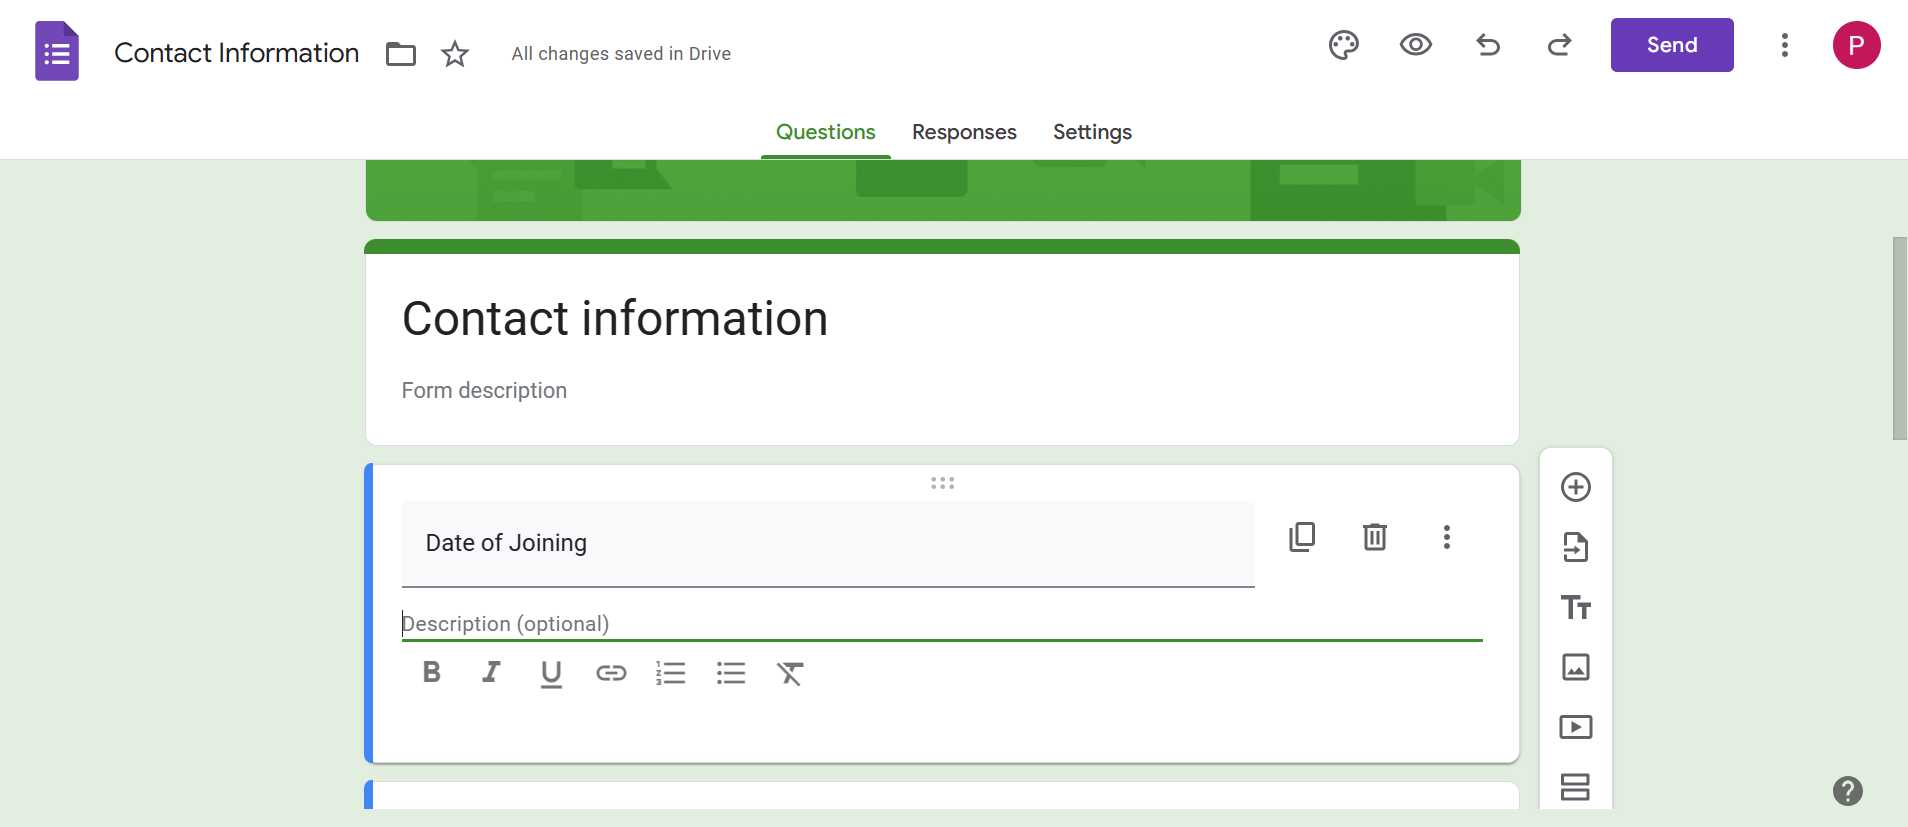 Contact Information
All changes saved in Drive
Send
P
Questions
Responses
Settings
Contact information
Form description
Date of Joining
Description (optional)